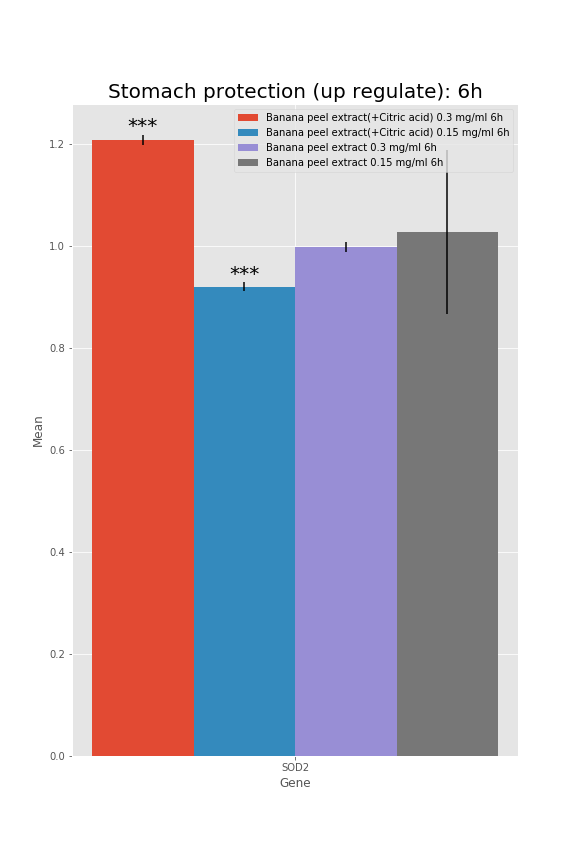 Stomach protection (up regulate): 6h
Banana peel extract(+Citric acid) 0.3 mg/ml 6h
Banana peel extract(+Citric acid) 0.15 mg/ml 6h
Banana peel extract 0.3 mg/ml 6h
Banana peel extract 0.15 mg/ml 6h
***
***
1.2
1.0
0.8
0.6
0.4
0.2
0.0
Mean
SOD2
Gene